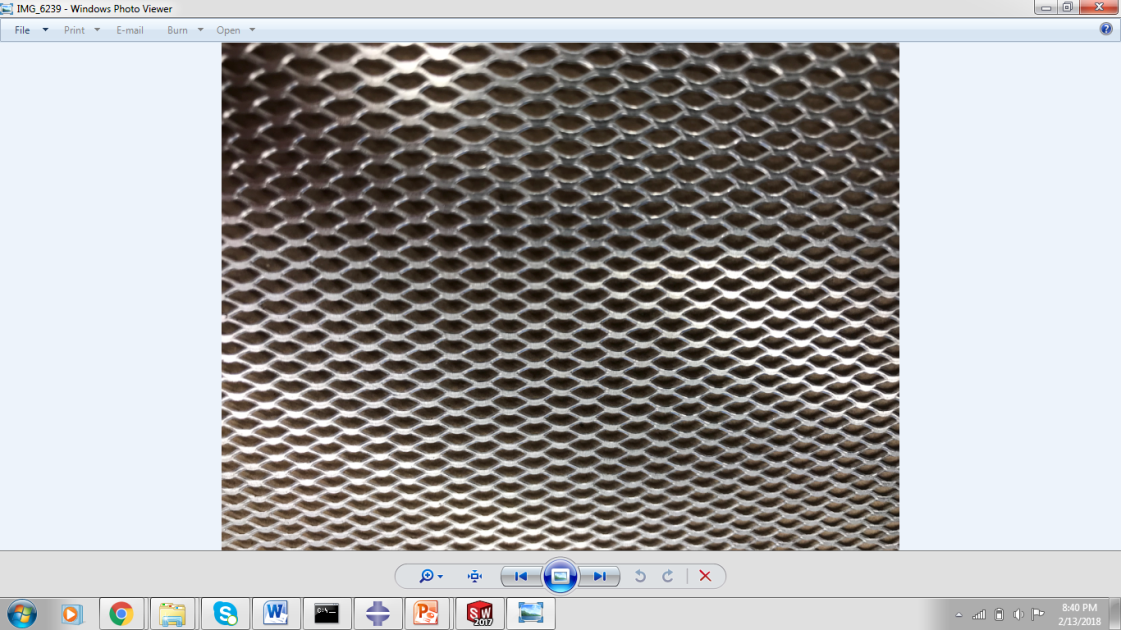 IMG_6239 - Windows Photo Viewer
File Print E-mail Burn Open
SW
2017
8:40 PM
2/13/2018